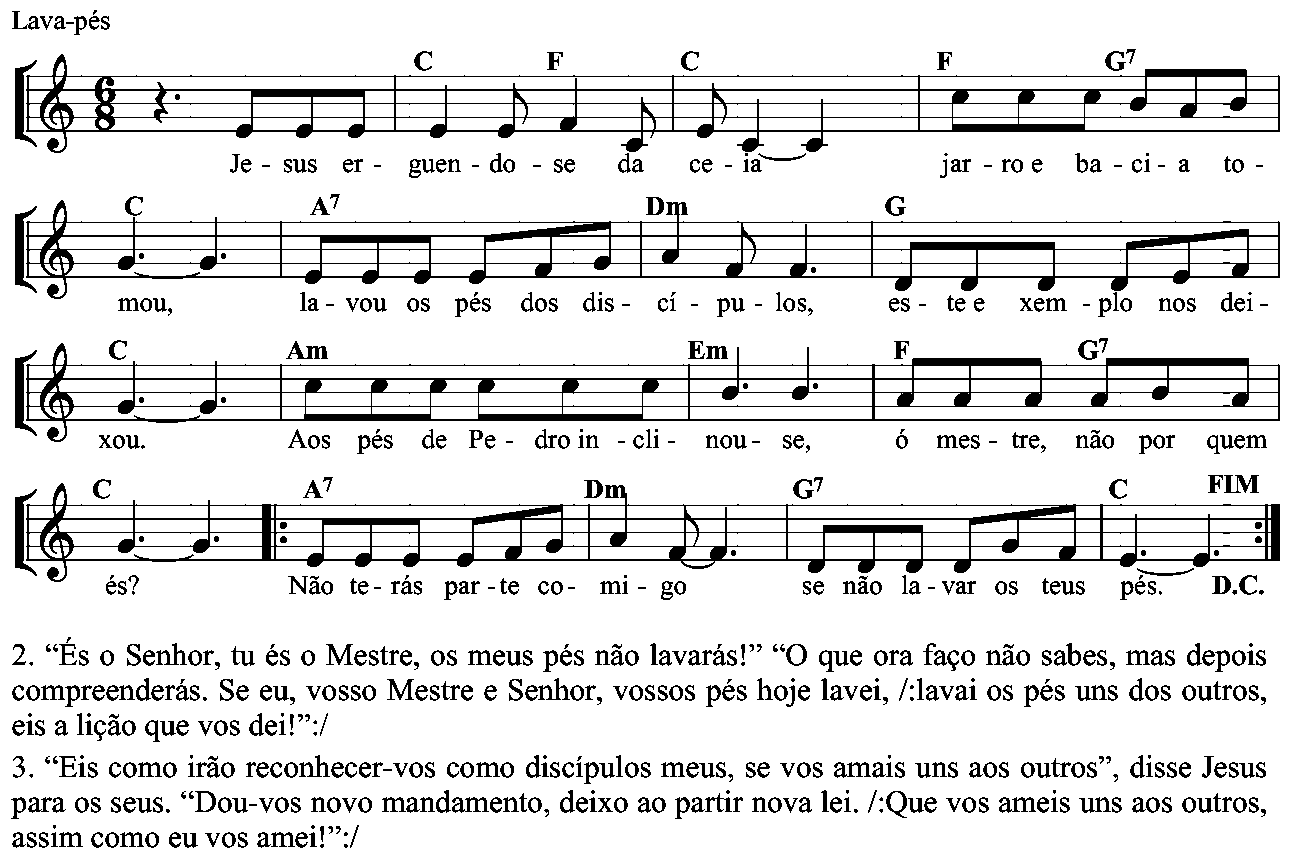 Lava-pés
C F C F G7
6
8
Je - sus er - guen - do - se da ce - ia jar - ro e ba - ci - a to -
C A7 Dm G
mou, la - vou os pés dos dis - cí - pu - los, es - te e xem - plo nos dei -
C Am Em F G7
xou. Aos pés de Pe - dro in - cli - nou - se, ó mes - tre, não por quem
C A7 Dm G7 C FIM
és? Não te - rás par - te co - mi - go se não la - var os teus pés. D.C.
2. “És o Senhor, tu és o Mestre, os meus pés não lavarás!” “O que ora faço não sabes, mas depois
compreenderás. Se eu, vosso Mestre e Senhor, vossos pés hoje lavei, /:lavai os pés uns dos outros,
eis a lição que vos dei!”:/
3. “Eis como irão reconhecer-vos como discípulos meus, se vos amais uns aos outros”, disse Jesus
para os seus. “Dou-vos novo mandamento, deixo ao partir nova lei. /:Que vos ameis uns aos outros,
assim como eu vos amei!”:/